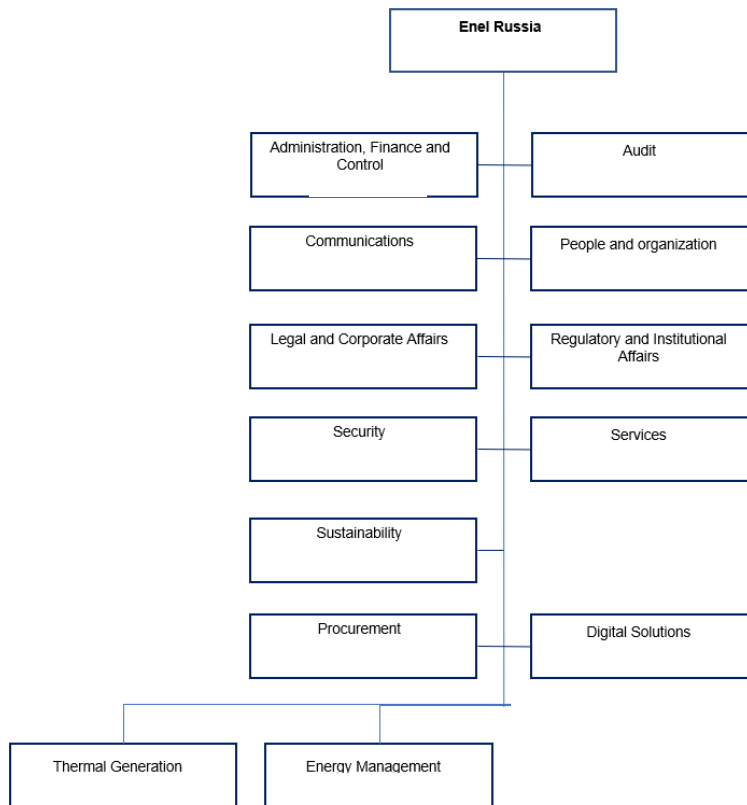 Enel Russia
Administration, Finance and
Control
Audit
Communications
People and organization
Legal and Corporate Affairs
Regulatory and Institutional
Affairs
Security
Services
Sustainability
Procurement
Digital Solutions
Thermal Generation
Energy Management